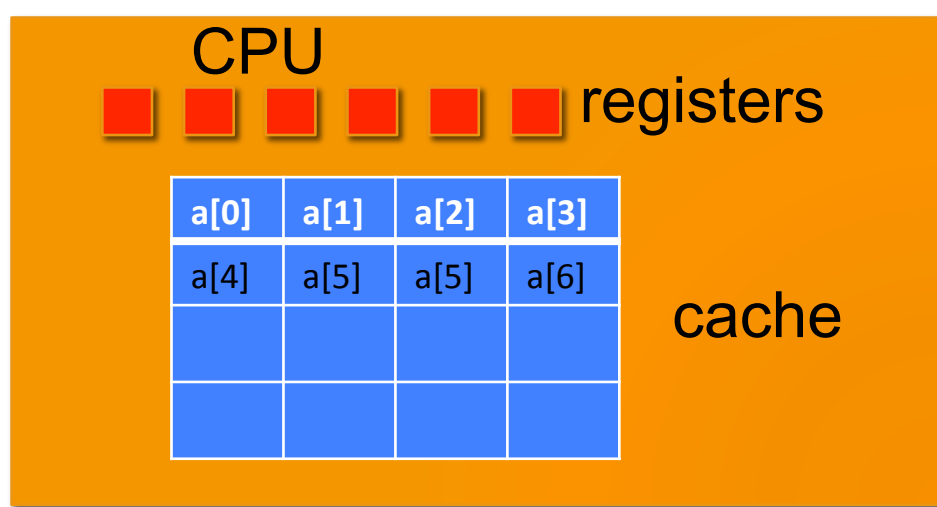 CPU
registers
a[0] a[1] a[2] a[3]
a[4] a[5] a[5] a[6]
cache